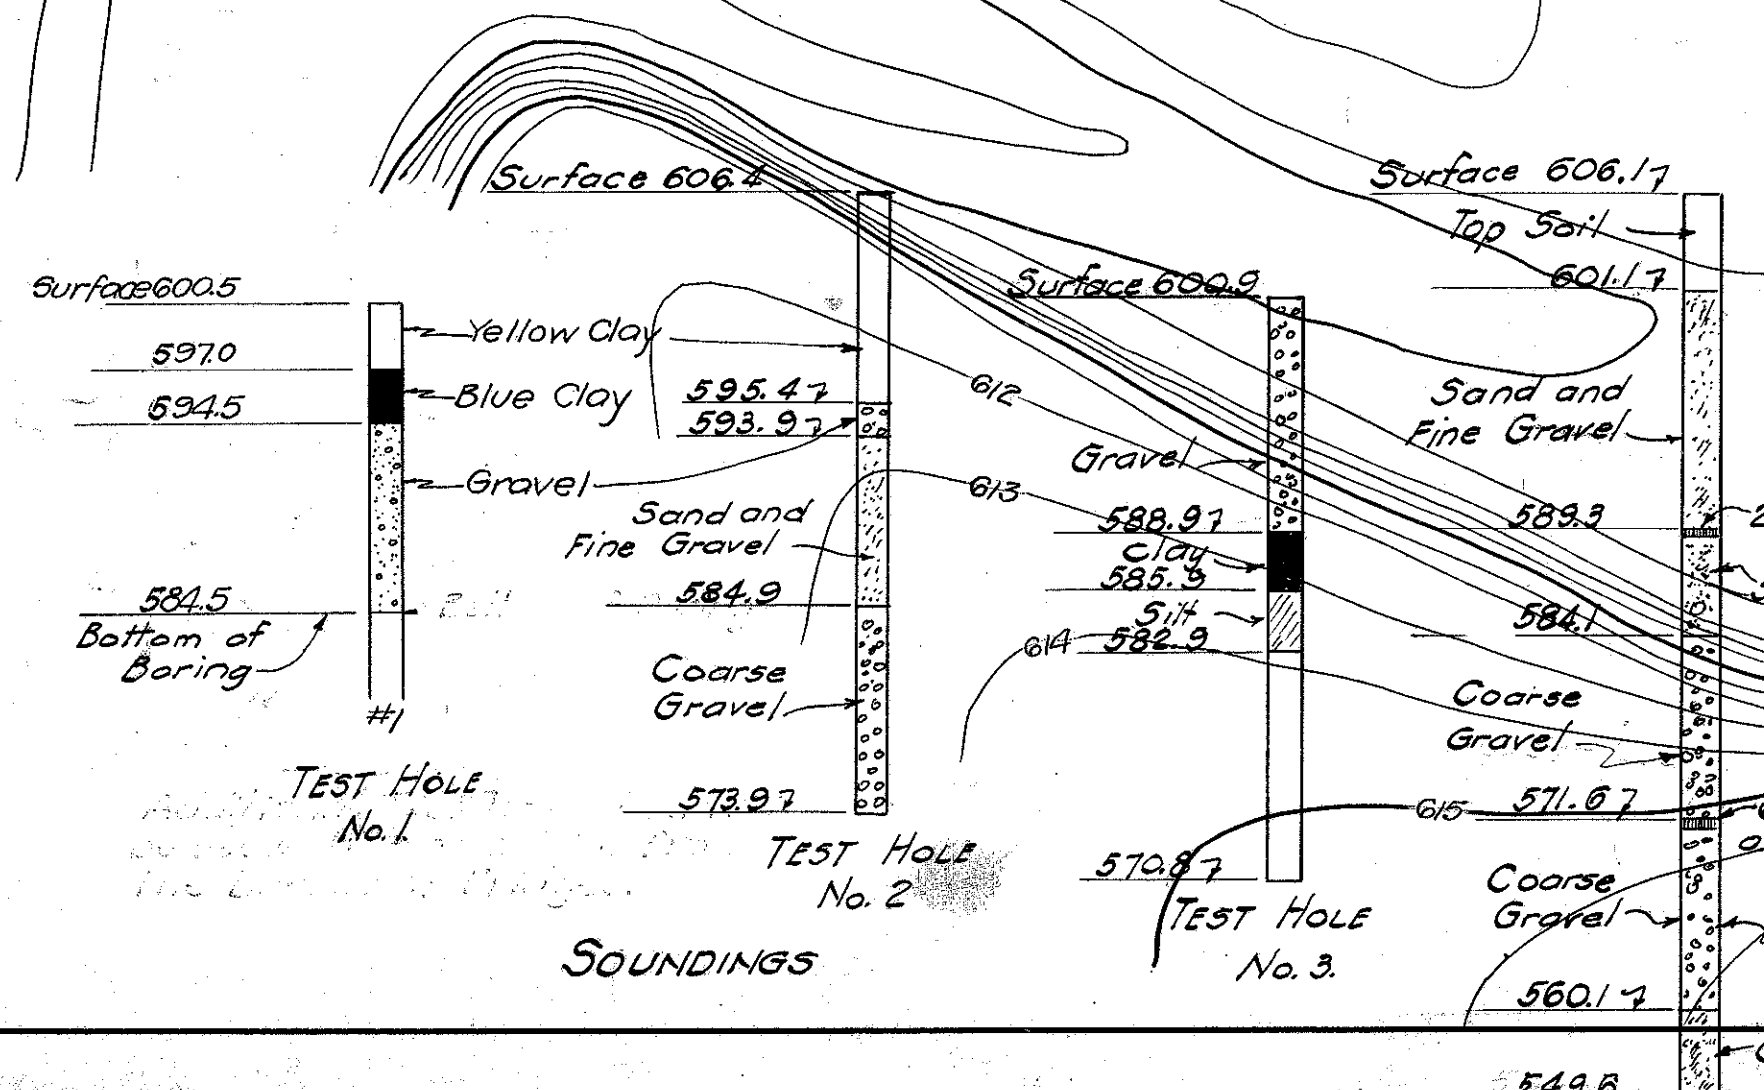 Surface 606.4
Surface 606.17
Top Soil
601.17
Surface 600.5
Surface 600.9
Yellow Clay
597.0
Blue Clay
594.5
595.47
593.97
612
Sand and
Fine Gravel
Gravel
Gravel
613
Sand and
Fine Gravel
588.97
589.3
Clay
585.9
584.5
584.9
Silt
584.1
Bottom of
Boring
614
582.9
Coarse
Gravel
Coarse
Gravel
#1
TEST HOLE
No. 1.
573.97
615
571.67
TEST HOLE
No. 2
570.87
Coarse
Gravel
TEST HOLE
No. 3.
SOUNDINGS
560.17